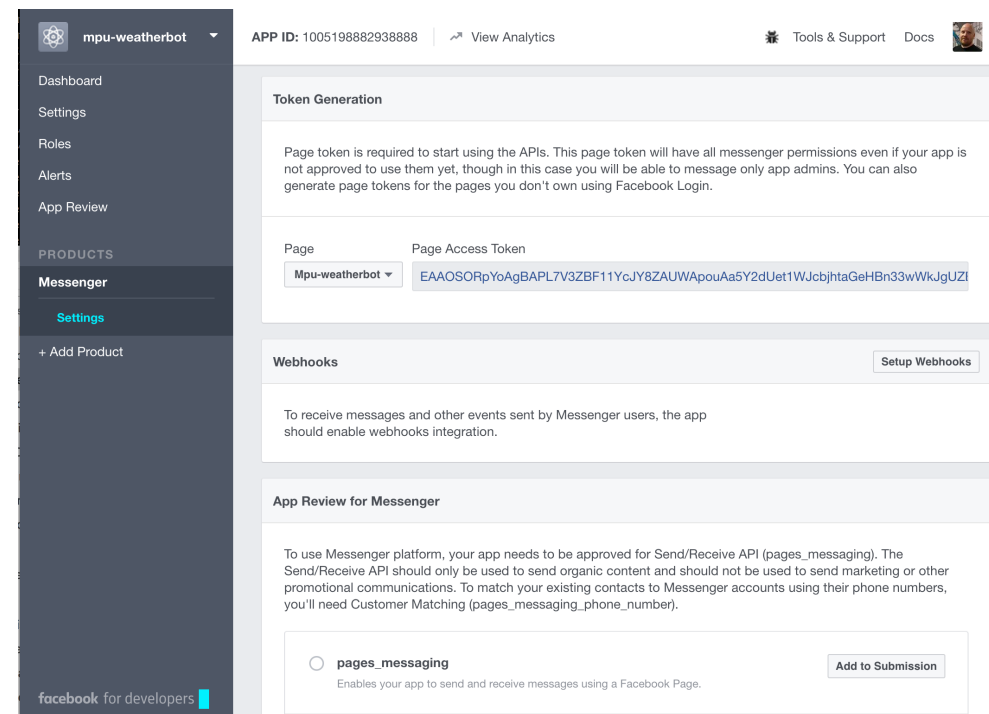 mpu-weatherbot
APP ID: 1005198882938888
View Analytics
Tools & Support
Docs
Dashboard
Settings
Roles
Alerts
App Review
PRODUCTS
Messenger
Settings
+ Add Product
facebook for developers
Token Generation
Page token is required to start using the APIs. This page token will have all messenger permissions even if your app is
not approved to use them yet, though in this case you will be able to message only app admins. You can also
generate page tokens for the pages you don't own using Facebook Login.
Page
Page Access Token
Mpu-weatherbot
EAAOSORpYoAgBAPL7V3ZBF11YcJY8ZAUWApouAa5Y2dUet1WJcbjhtaGeHBn33wWkJgUZ
Webhooks
Setup Webhooks
To receive messages and other events sent by Messenger users, the app
should enable webhooks integration.
App Review for Messenger
To use Messenger platform, your app needs to be approved for Send/Receive API (pages_messaging). The
Send/Receive API should only be used to send organic content and should not be used to send marketing or other
promotional communications. To match your existing contacts to Messenger accounts using their phone numbers,
you'll need Customer Matching (pages_messaging_phone_number).
pages_messaging
Add to Submission
Enables your app to send and receive messages using a Facebook Page.